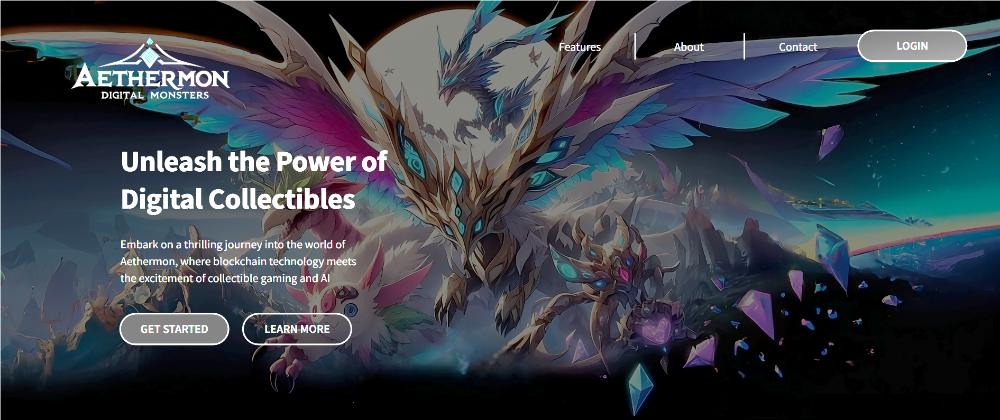 AETHERMON
DIGITAL MONSTERS
Features
About
Contact
LOGIN
Unleash the Power of
Digital Collectibles
Embark on a thrilling journey into the world of
Aethermon, where blockchain technology meets
the excitement of collectible gaming and AI
GET STARTED
LEARN MORE